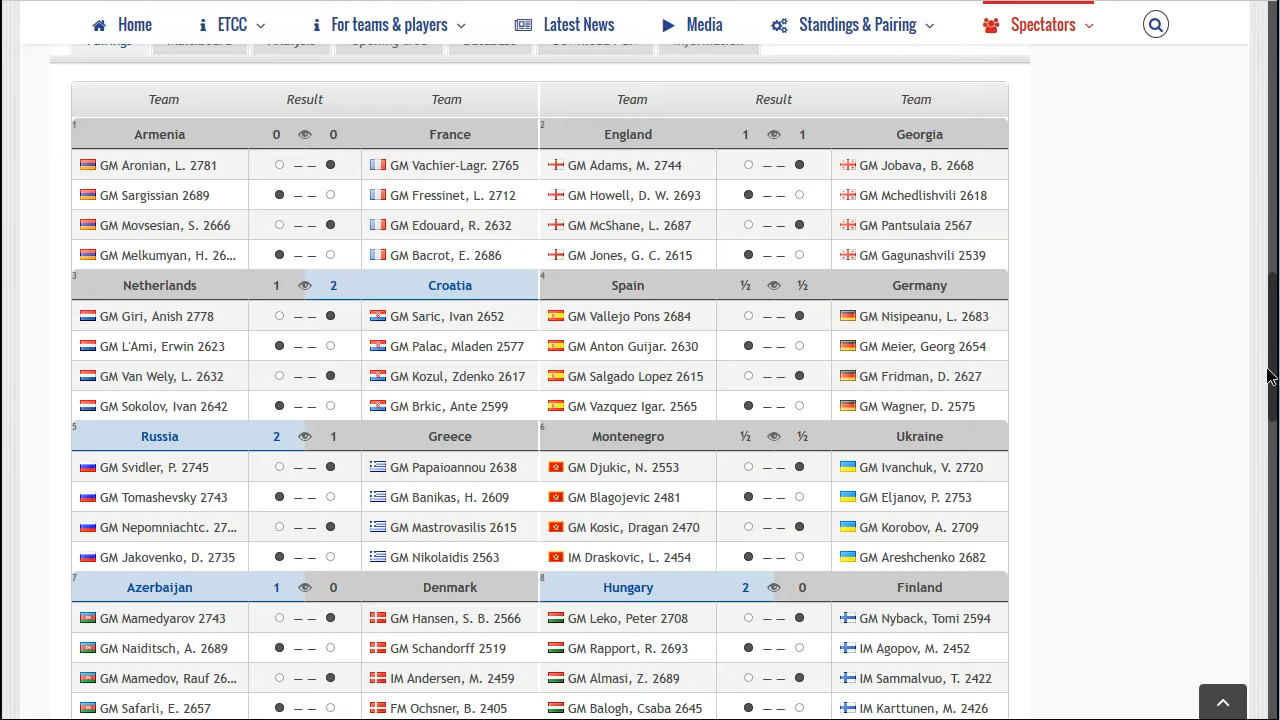 Home ETCC For teams & players Latest News Media Standings & Pairing Spectators
Team Result Team Team Result Team
1 Armenia 0 0 France 2 England 1 1 Georgia
GM Aronian, L. 2781 – – GM Vachier-Lagr. 2765 GM Adams, M. 2744 – – GM Jobava, B. 2668
GM Sargissian 2689 – – GM Fressinet, L. 2712 GM Howell, D. W. 2693 – – GM Mchedlishvili 2618
GM Movsesian, S. 2666 – – GM Edouard, R. 2632 GM McShane, L. 2687 – – GM Pantsulaia 2567
GM Melkumyan, H. 26... – – GM Bacrot, E. 2686 GM Jones, G. C. 2615 – – GM Gagunashvili 2539
3 Netherlands 1 2 Croatia 4 Spain ½ ½ Germany
GM Giri, Anish 2778 – – GM Saric, Ivan 2652 GM Vallejo Pons 2684 – – GM Nisipeanu, L. 2683
GM L'Ami, Erwin 2623 – – GM Palac, Mladen 2577 GM Anton Guijar. 2630 – – GM Meier, Georg 2654
GM Van Wely, L. 2632 – – GM Kozul, Zdenko 2617 GM Salgado Lopez 2615 – – GM Fridman, D. 2627
GM Sokolov, Ivan 2642 – – GM Brkic, Ante 2599 GM Vazquez Igar. 2565 – – GM Wagner, D. 2575
5 Russia 2 1 Greece 6 Montenegro ½ ½ Ukraine
GM Svidler, P. 2745 – – GM Papaioannou 2638 GM Djukic, N. 2553 – – GM Ivanchuk, V. 2720
GM Tomashevsky 2743 – – GM Banikas, H. 2609 GM Blagojevic 2481 – – GM Eljanov, P. 2753
GM Nepomniachtc. 27... – – GM Mastrovasilis 2615 GM Kosic, Dragan 2470 – – GM Korobov, A. 2709
GM Jakovenko, D. 2735 – – GM Nikolaidis 2563 IM Draskovic, L. 2454 – – GM Areshchenko 2682
7 Azerbaijan 1 0 Denmark 8 Hungary 2 0 Finland
GM Mamedyarov 2743 – – GM Hansen, S. B. 2566 GM Leko, Peter 2708 – – GM Nyback, Tomi 2594
GM Naiditsch, A. 2689 – – GM Schandorff 2519 GM Rapport, R. 2693 – – IM Agopov, M. 2452
GM Mamedov, Rauf 26... – – IM Andersen, M. 2459 GM Almasi, Z. 2689 – – IM Sammalvuo, T. 2422
GM Safarli, E. 2657 – – FM Ochsner, B. 2405 GM Balogh, Csaba 2645 – – IM Karttunen, M. 2426